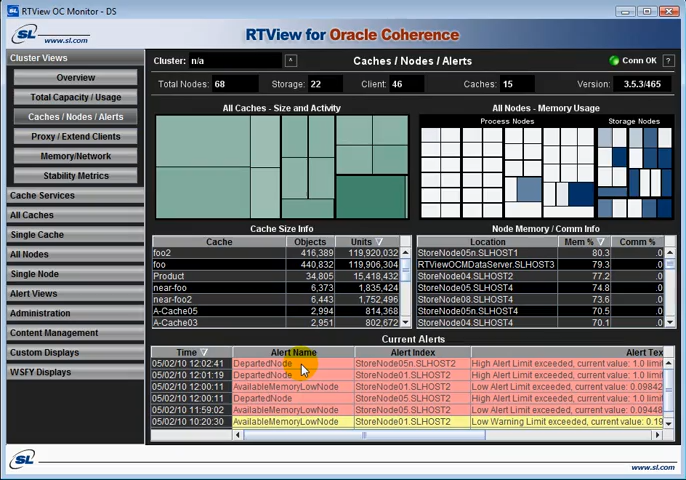 RTView OC Monitor - DS
SL
www.sl.com
RTView for Oracle Coherence
Cluster Views
Overview
Total Capacity / Usage
Caches / Nodes / Alerts
Proxy / Extend Clients
Memory/Network
Stability Metrics
Cache Services
All Caches
Single Cache
All Nodes
Single Node
Alert Views
Administration
Content Management
Custom Displays
WSFY Displays
Cluster: n/a ^ Caches / Nodes / Alerts Conn OK ?
Total Nodes: 68 Storage: 22 Client: 46 Caches: 15 Version: 3.5.3/465
All Caches - Size and Activity
All Nodes - Memory Usage
Process Nodes Storage Nodes
Cache Size Info
Cache Objects Units
foo2 416,389 119,920,032
foo 440,832 119,906,304
Product 34,805 15,418,432
near-foo 6,373 1,835,424
near-foo2 6,443 1,752,496
A-Cache05 2,994 814,368
A-Cache03 2,951 802,672
Node Memory / Comm Info
Location Mem % Comm %
StoreNode05n.SLHOST1 80.3 .0
RTViewOCMDataServer.SLHOST3 79.3 .0
StoreNode04.SLHOST2 77.2 .0
StoreNode05.SLHOST1 74.8 .0
StoreNode08.SLHOST2 73.6 .0
StoreNode04.SLHOST1 70.1 .0
Current Alerts
Time Alert Name Alert Index Alert Tex
05/02/10 12:02:41 DepartedNode StoreNode05n.SLHOST2 High Alert Limit exceeded, current value: 1.0 limit
05/02/10 12:01:19 DepartedNode StoreNode01.SLHOST2 High Alert Limit exceeded, current value: 1.0 limit
05/02/10 12:00:11 AvailableMemoryLowNode StoreNode01.SLHOST2 Low Alert Limit exceeded, current value: 0.09842
05/02/10 12:00:11 DepartedNode StoreNode05.SLHOST2 High Alert Limit exceeded, current value: 1.0 limit
05/02/10 11:59:02 AvailableMemoryLowNode StoreNode05.SLHOST2 Low Alert Limit exceeded, current value: 0.09448
05/02/10 10:20:30 AvailableMemoryLowNode StoreNode01.SLHOST2 Low Warning Limit exceeded, current value: 0.19
SL
www.sl.com